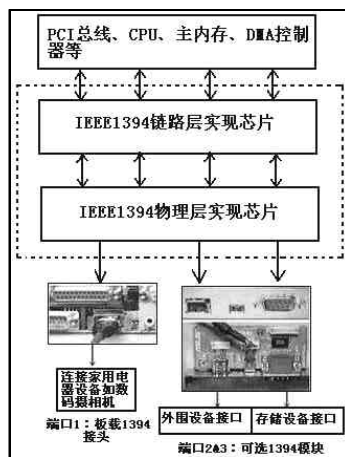 PCI总线、CPU、主内存、DMA控制
器等
IEEE1394链路层实现芯片
IEEE1394物理层实现芯片
连接家用电
器设备如数
码摄相机
端口1：板载1394
接头
外围设备接口
存储设备接口
端口2&3：可选1394模块